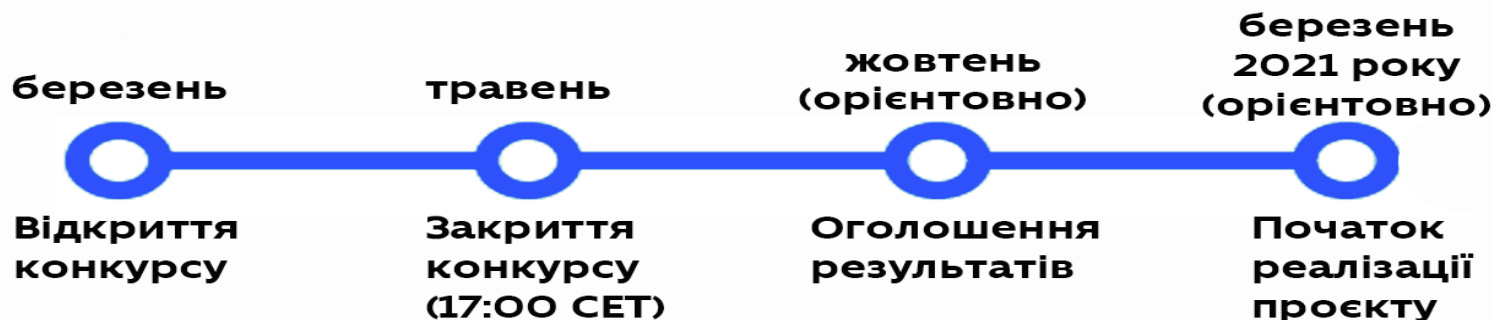 березень
Відкриття
конкурсу
травень
Закриття
конкурсу
(17:00 CET)
жовтень
(орієнтовно)
Оголошення
результатів
березень
2021 року
(орієнтовно)
Початок
реалізації
проєкту